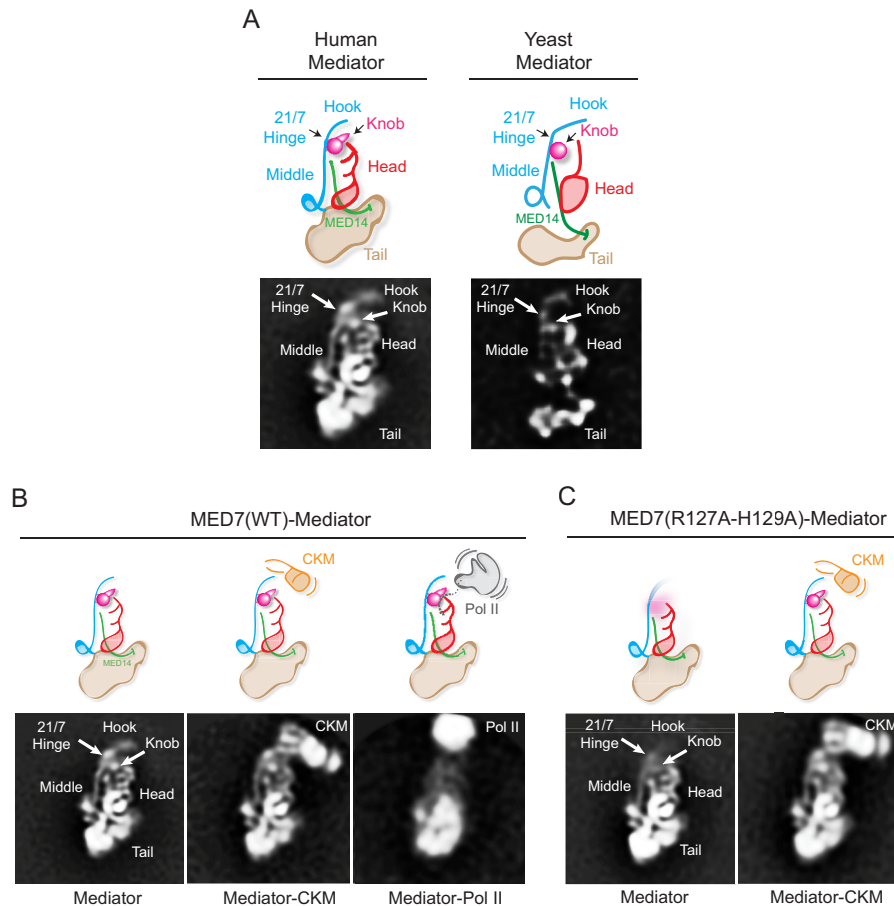 A
Human
Mediator
Yeast
Mediator
Hook
21/7
Hinge
Knob
Middle
Head
MED14
Tail
Hook
21/7
Hinge
Knob
Middle
Head
MED14
Tail
21/7
Hinge
Hook
Knob
Middle
Head
Tail
21/7
Hinge
Hook
Knob
Middle
Head
Tail
B
MED7(WT)-Mediator
CKM
Pol II
MED14
21/7
Hinge
Hook
Knob
Middle
Head
Tail
CKM
Pol II
Mediator
Mediator-CKM
Mediator-Pol II
C
MED7(R127A-H129A)-Mediator
CKM
21/7
Hinge
Hook
Knob
Middle
Head
Tail
CKM
Mediator
Mediator-CKM